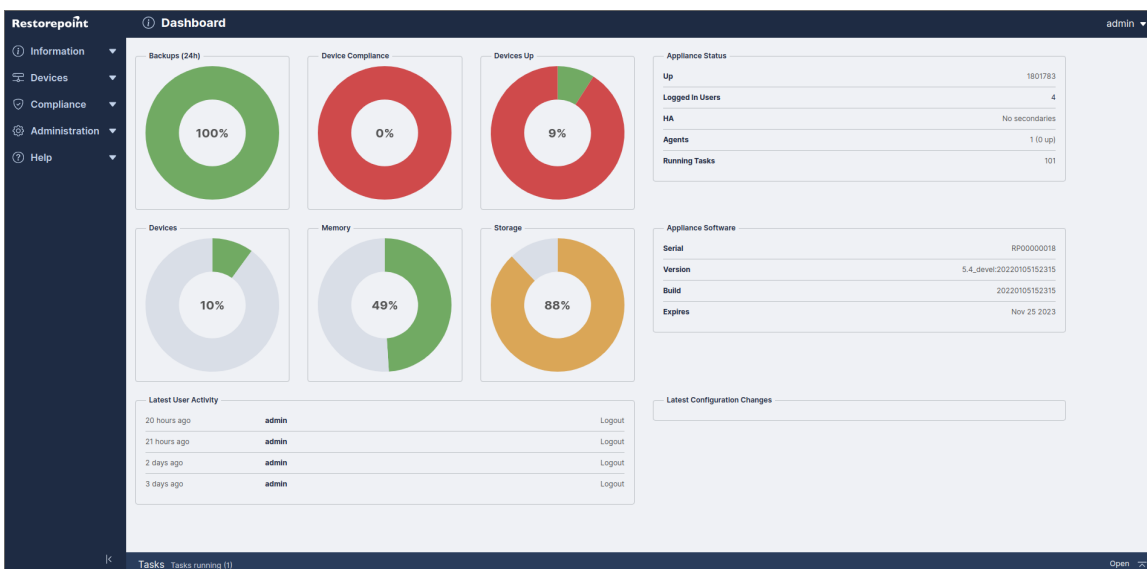 Restorepoint
Dashboard
admin
Information
Devices
Compliance
Administration
Help
Backups (24h)
100%
Device Compliance
0%
Devices Up
9%
Appliance Status
Up 1801783
Logged In Users 4
HA No secondaries
Agents 1 (0 up)
Running Tasks 101
Devices
10%
Memory
49%
Storage
88%
Appliance Software
Serial RP00000018
Version 5.4_devel:20220105152315
Build 20220105152315
Expires Nov 25 2023
Latest User Activity
20 hours ago admin Logout
21 hours ago admin Logout
2 days ago admin Logout
3 days ago admin Logout
Latest Configuration Changes
Tasks Tasks running (1)
Open